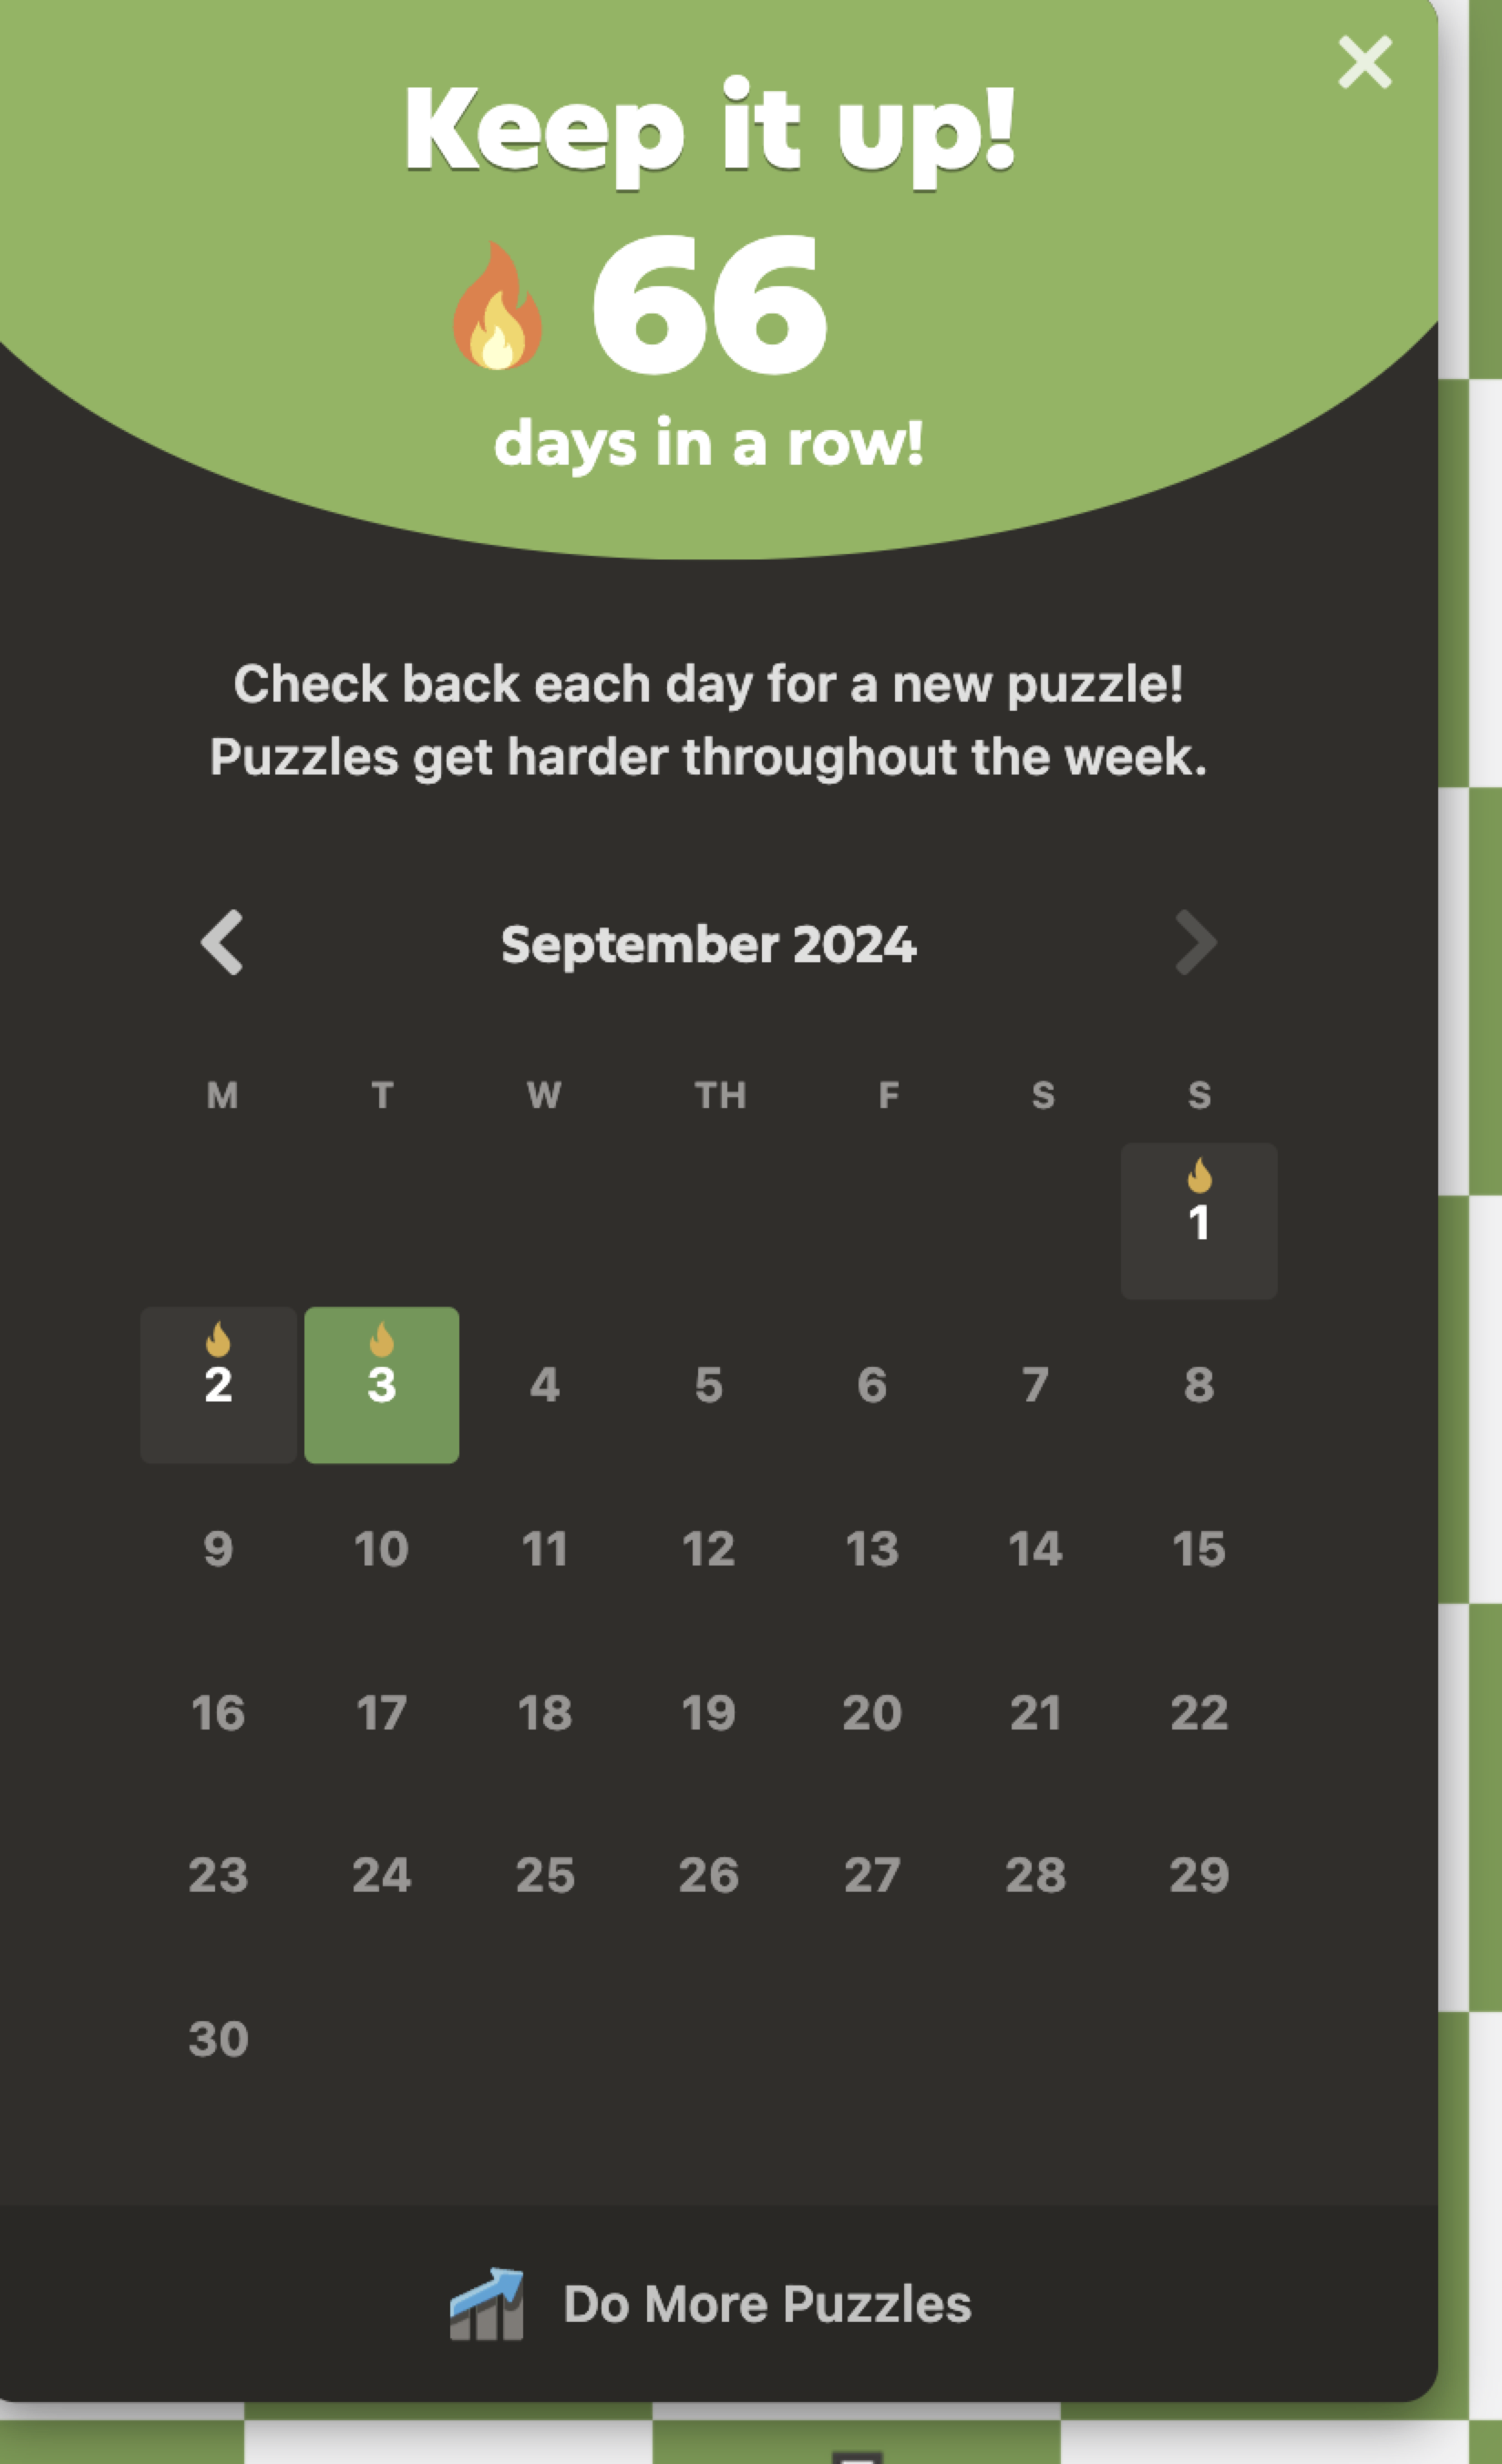 Keep it up!
66
days in a row!
Check back each day for a new puzzle!
Puzzles get harder throughout the week.
September 2024
M T W TH F S S
1
2 3 4 5 6 7 8
9 10 11 12 13 14 15
16 17 18 19 20 21 22
23 24 25 26 27 28 29
30
Do More Puzzles